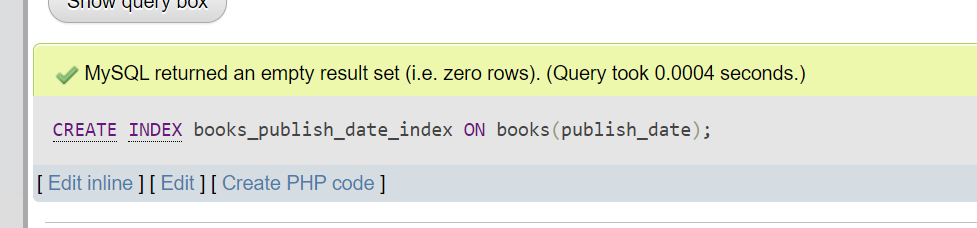 Show query box
MySQL returned an empty result set (i.e. zero rows). (Query took 0.0004 seconds.)
CREATE INDEX books_publish_date_index ON books(publish_date);
[ Edit inline ] [ Edit ] [ Create PHP code ]